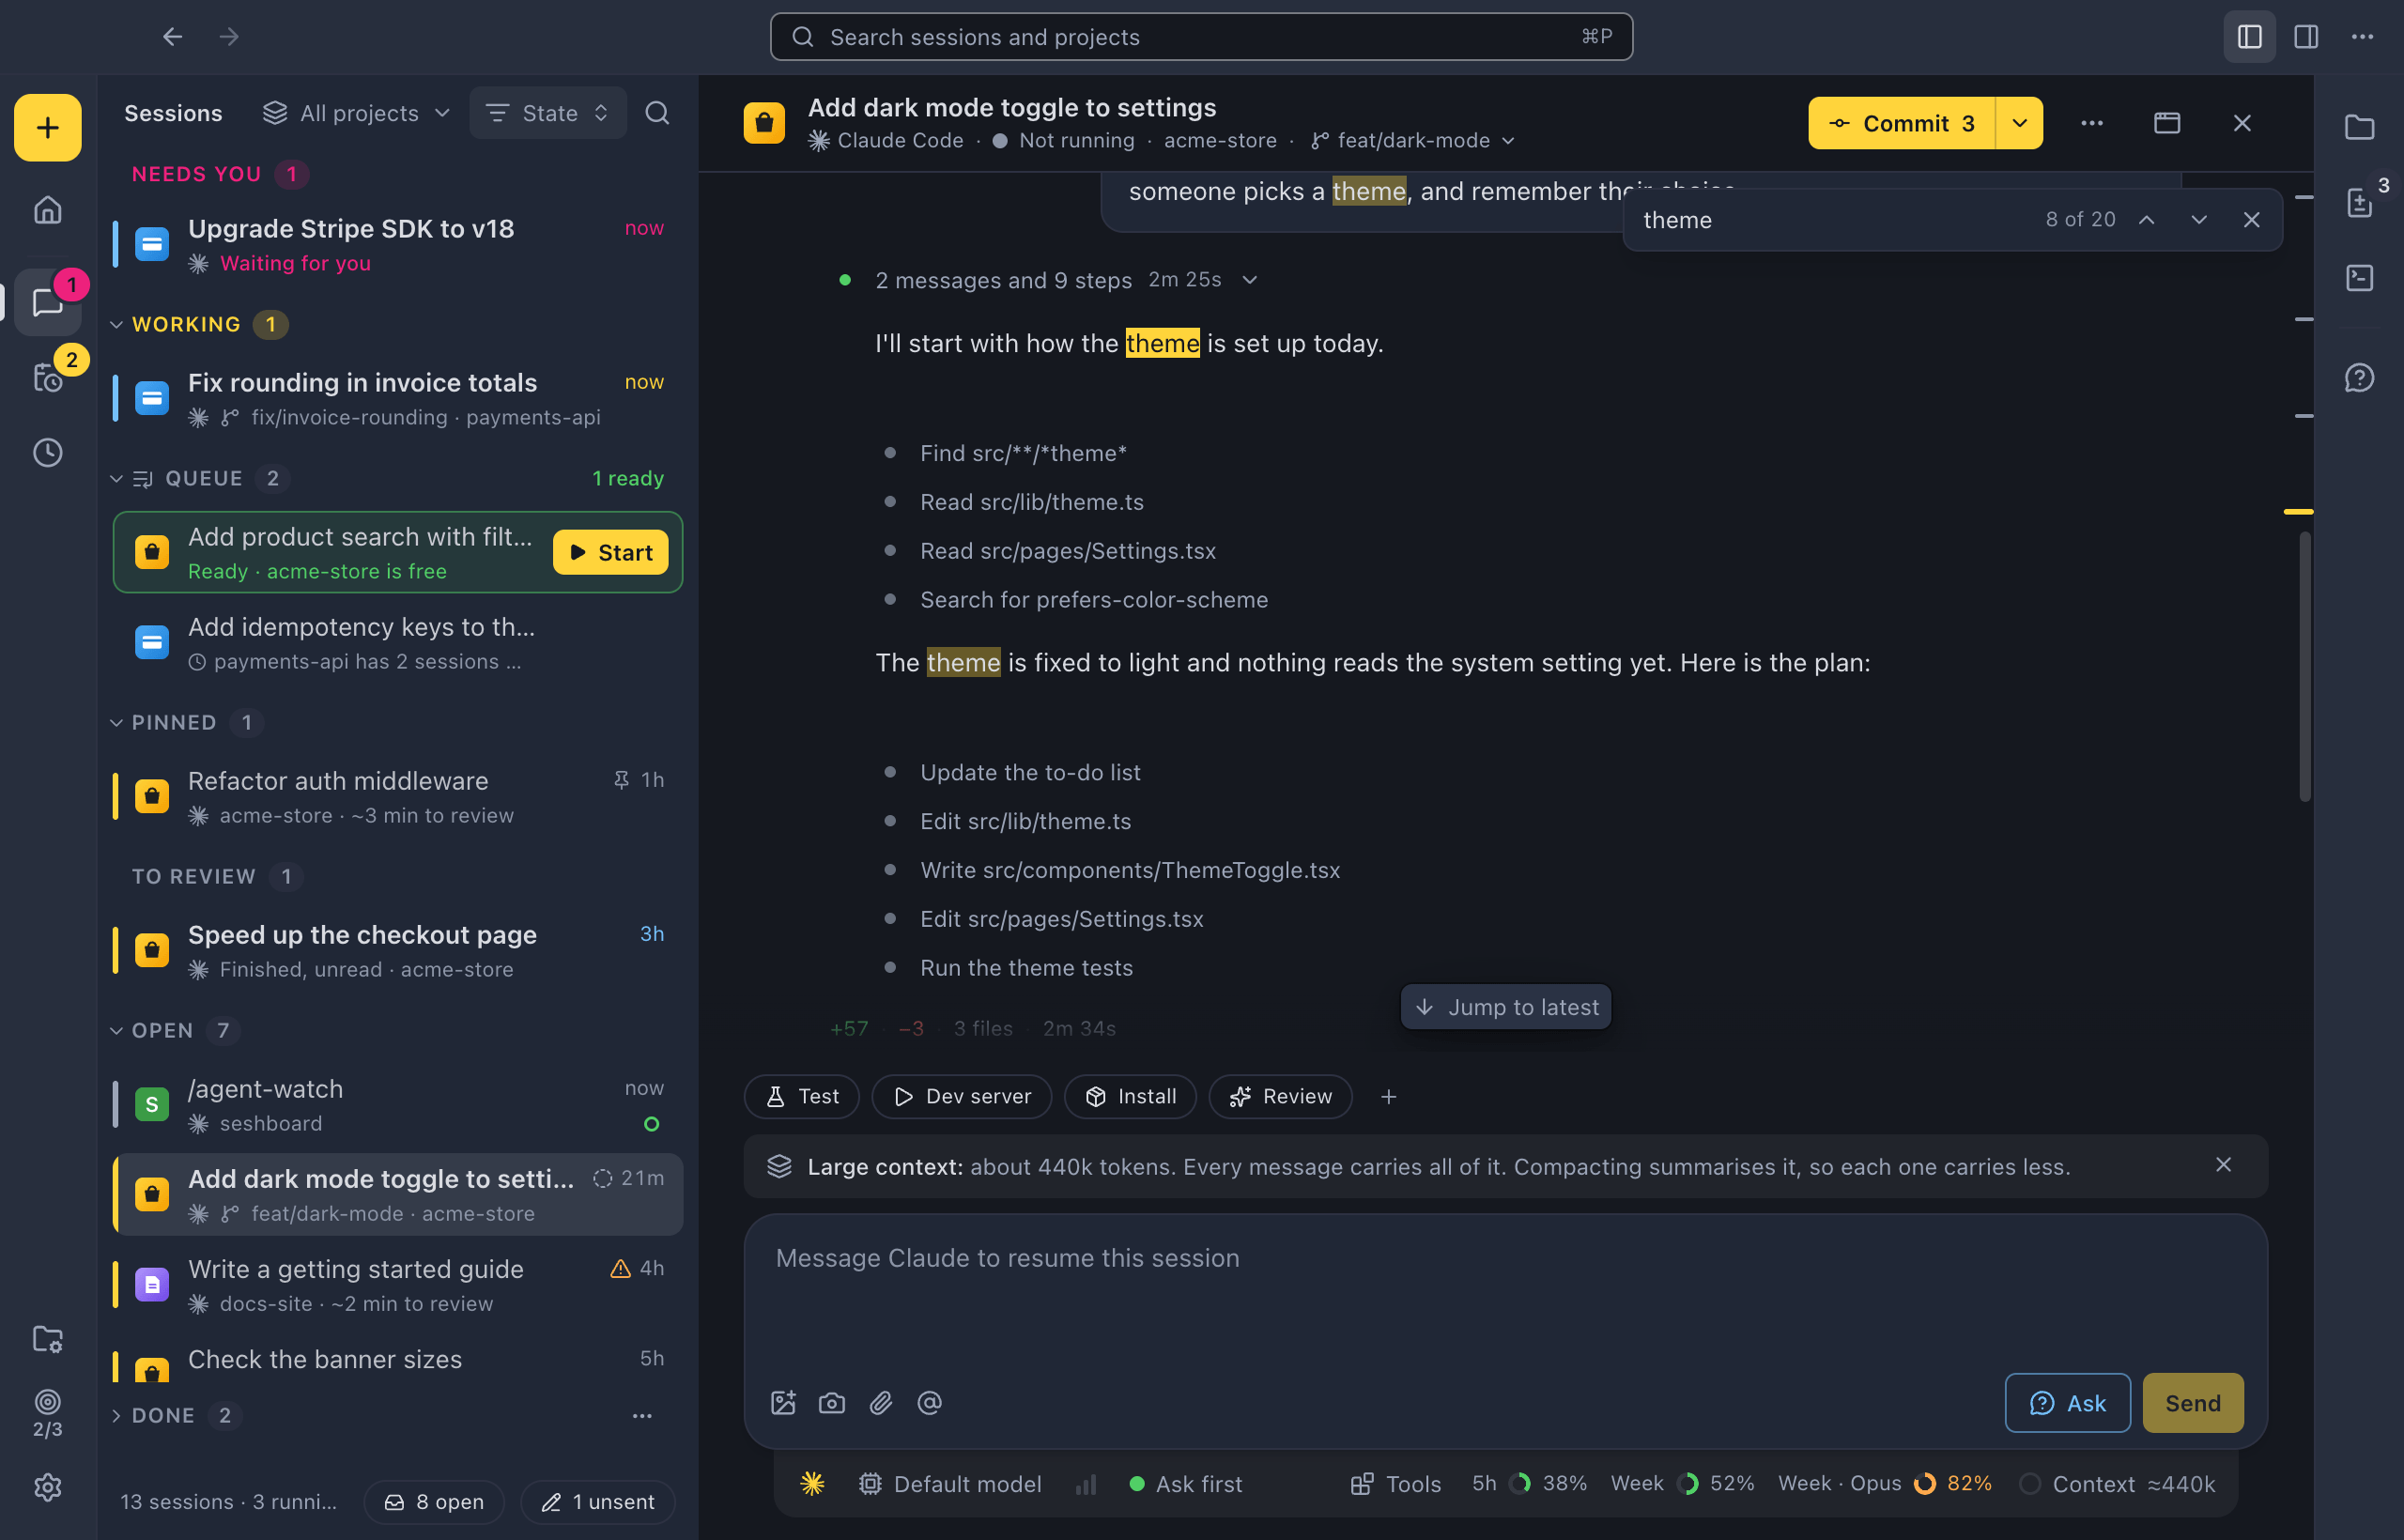 Search sessions and projects ⌘P
Sessions
All projects
State
NEEDS YOU 1
Upgrade Stripe SDK to v18 now
Waiting for you
WORKING 1
Fix rounding in invoice totals now
fix/invoice-rounding · payments-api
QUEUE 2 1 ready
Add product search with filt...
Ready · acme-store is free
Start
Add idempotency keys to th...
payments-api has 2 sessions ...
PINNED 1
Refactor auth middleware 1h
acme-store · ~3 min to review
TO REVIEW 1
Speed up the checkout page 3h
Finished, unread · acme-store
OPEN 7
/agent-watch now
S
seshboard
Add dark mode toggle to setti... 21m
feat/dark-mode · acme-store
Write a getting started guide 4h
docs-site · ~2 min to review
Check the banner sizes 5h
DONE 2
13 sessions · 3 runni...
8 open
1 unsent
1
2
2/3
Add dark mode toggle to settings
Claude Code · Not running · acme-store · feat/dark-mode
Commit 3
3
someone picks a theme, and remember their choice.
theme 8 of 20
2 messages and 9 steps 2m 25s
I'll start with how the theme is set up today.
Find src/**/*theme*
Read src/lib/theme.ts
Read src/pages/Settings.tsx
Search for prefers-color-scheme
The theme is fixed to light and nothing reads the system setting yet. Here is the plan:
Update the to-do list
Edit src/lib/theme.ts
Write src/components/ThemeToggle.tsx
Edit src/pages/Settings.tsx
Run the theme tests
Jump to latest
+57 · −3 · 3 files · 2m 34s
Test
Dev server
Install
Review
Large context: about 440k tokens. Every message carries all of it. Compacting summarises it, so each one carries less.
Message Claude to resume this session
Ask
Send
Default model
Ask first
Tools
5h 38%
Week 52%
Week · Opus 82%
Context ≈440k